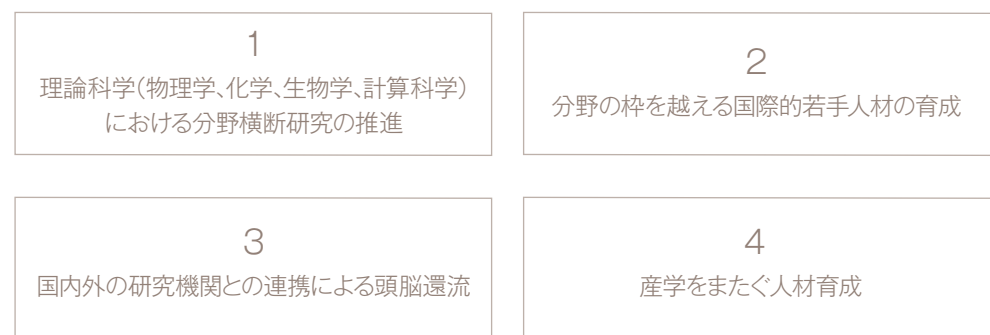 1
理論科学(物理学、化学、生物学、計算科学)
における分野横断研究の推進
2
分野の枠を越える国際的若手人材の育成
3
国内外の研究機関との連携による頭脳還流
4
産学をまたぐ人材育成